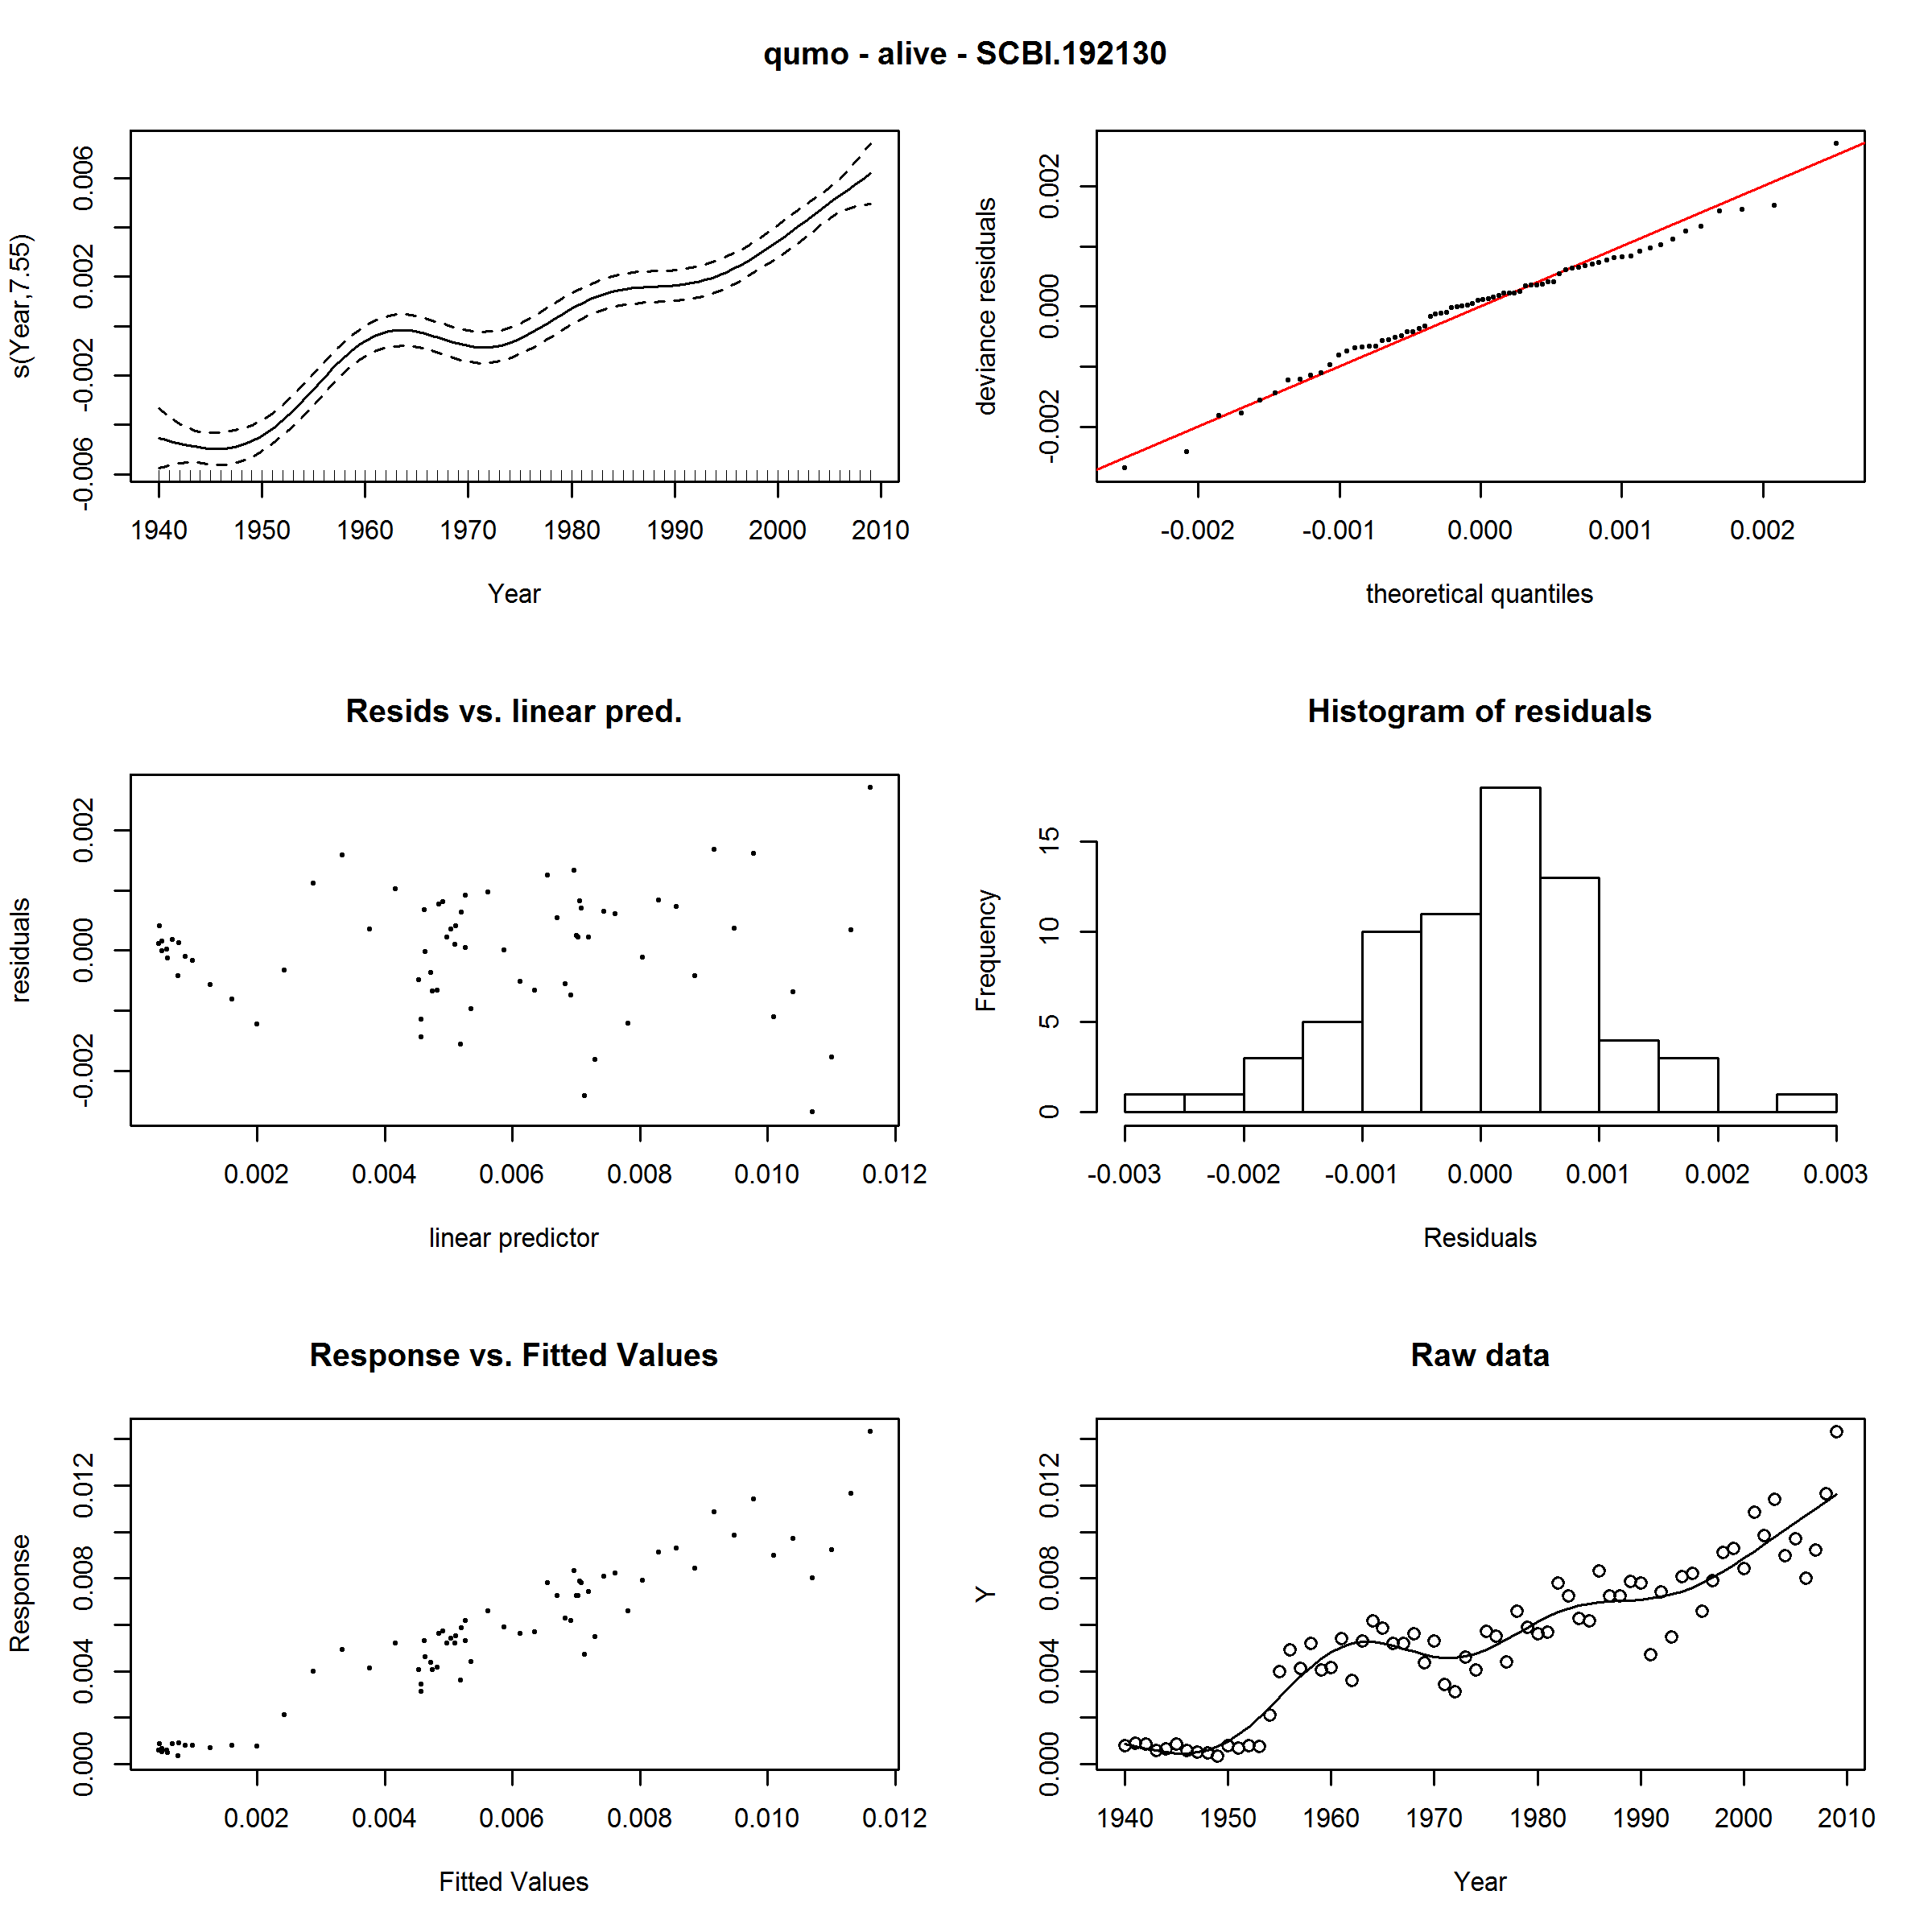 qumo - alive - SCBI.192130
s(Year,7.55)
-0.006 -0.002 0.002 0.006
1940 1950 1960 1970 1980 1990 2000 2010
Year
deviance residuals
-0.002 0.000 0.002
-0.002 -0.001 0.000 0.001 0.002
theoretical quantiles
Resids vs. linear pred.
residuals
-0.002 0.000 0.002
0.002 0.004 0.006 0.008 0.010 0.012
linear predictor
Histogram of residuals
Frequency
0 5 10 15
-0.003 -0.002 -0.001 0.000 0.001 0.002 0.003
Residuals
Response vs. Fitted Values
Response
0.000 0.004 0.008 0.012
0.002 0.004 0.006 0.008 0.010 0.012
Fitted Values
Raw data
Y
0.000 0.004 0.008 0.012
1940 1950 1960 1970 1980 1990 2000 2010
Year